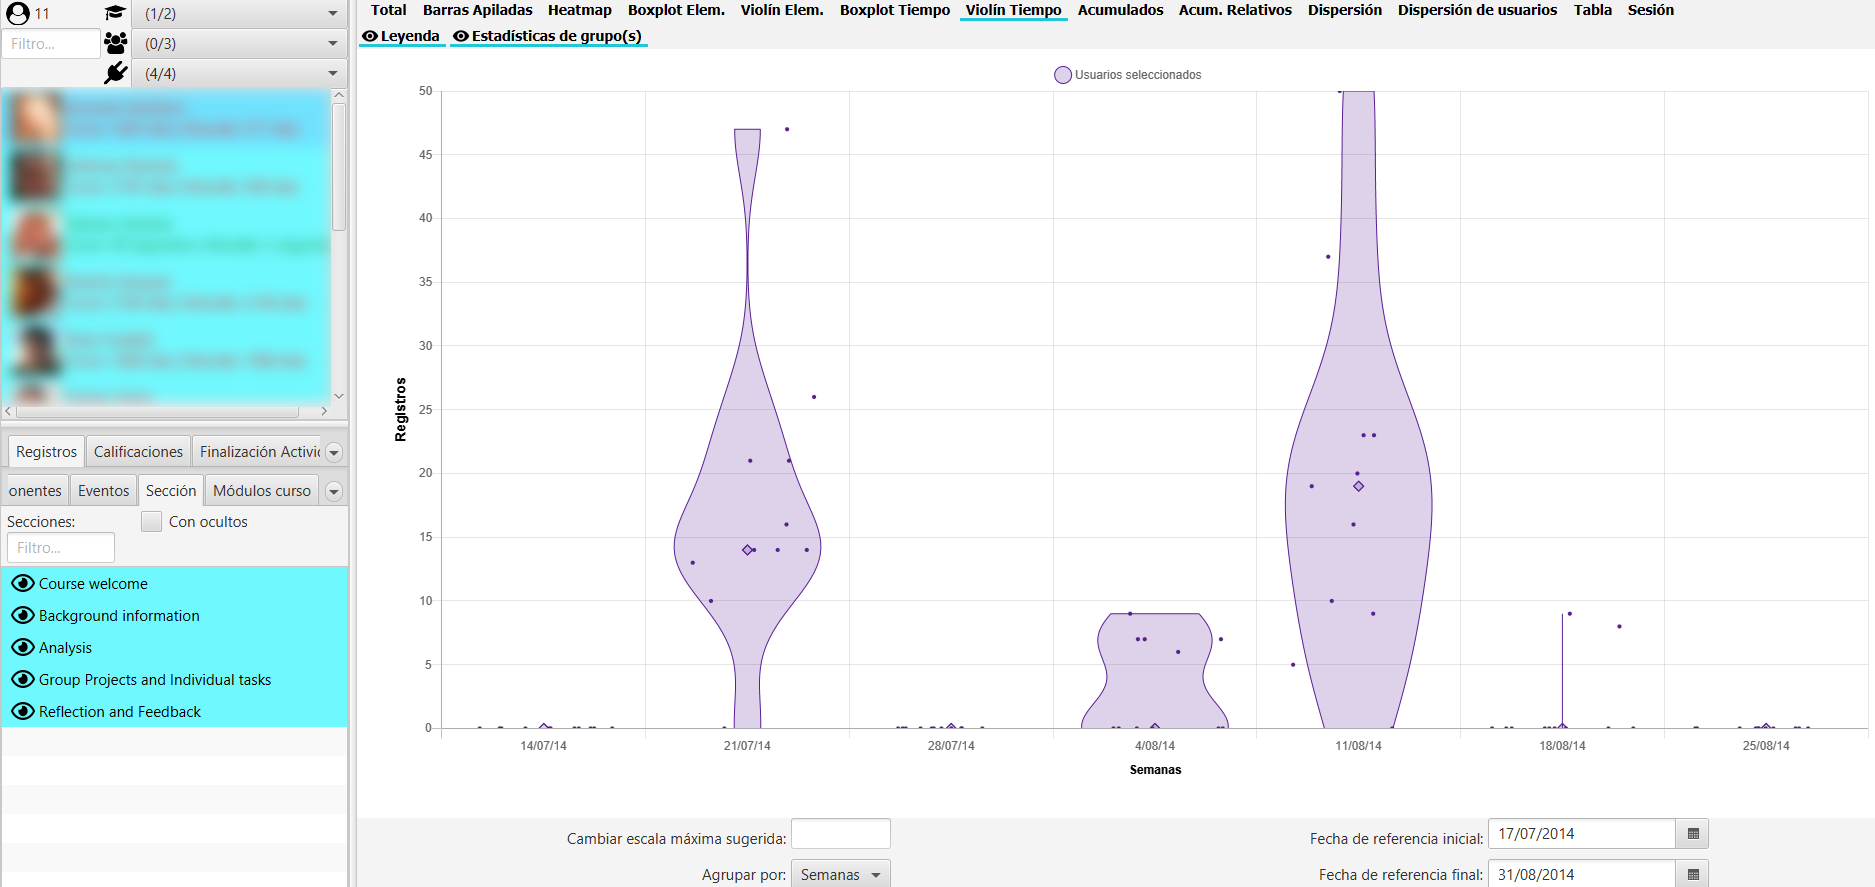 11
(1/2)
Filtro...
(0/3)
(4/4)
Total Barras Apiladas Heatmap Boxplot Elem. Violín Elem. Boxplot Tiempo Violín Tiempo Acumulados Acum. Relativos Dispersión Dispersión de usuarios Tabla Sesión
Leyenda Estadísticas de grupo(s)
Registros Calificaciones Finalización Activic
onentes Eventos Sección Módulos curso
Secciones: Con ocultos
Filtro...
Course welcome
Background information
Analysis
Group Projects and Individual tasks
Reflection and Feedback
Usuarios seleccionados
50
45
40
35
30
25
20
15
10
5
0
Registros
14/07/14 21/07/14 28/07/14 4/08/14 11/08/14 18/08/14 25/08/14
Semanas
Cambiar escala máxima sugerida: Fecha de referencia inicial: 17/07/2014
Agrupar por: Semanas Fecha de referencia final: 31/08/2014